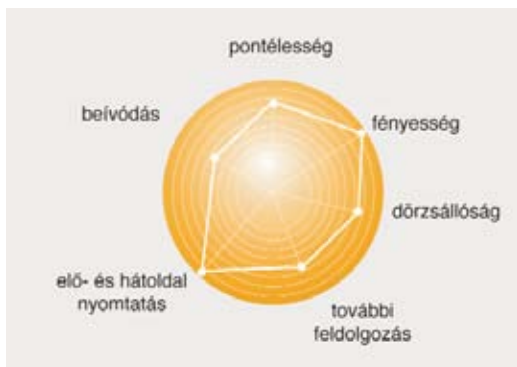 pontélesség
fényesség
dörzsállóság
további
feldolgozás
elő- és hátoldal
nyomtatás
beívódás